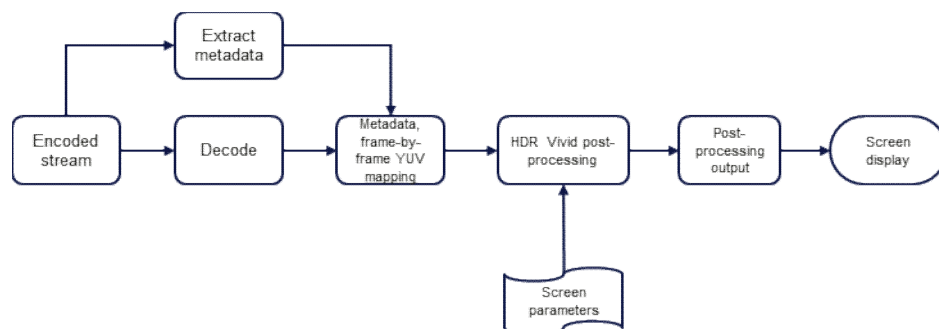 Extract
metadata
Encoded
stream
Decode
Metadata,
frame-by-
frame YUV
mapping
HDR Vivid post-
processing
Post-
processing
output
Screen
display
Screen
parameters